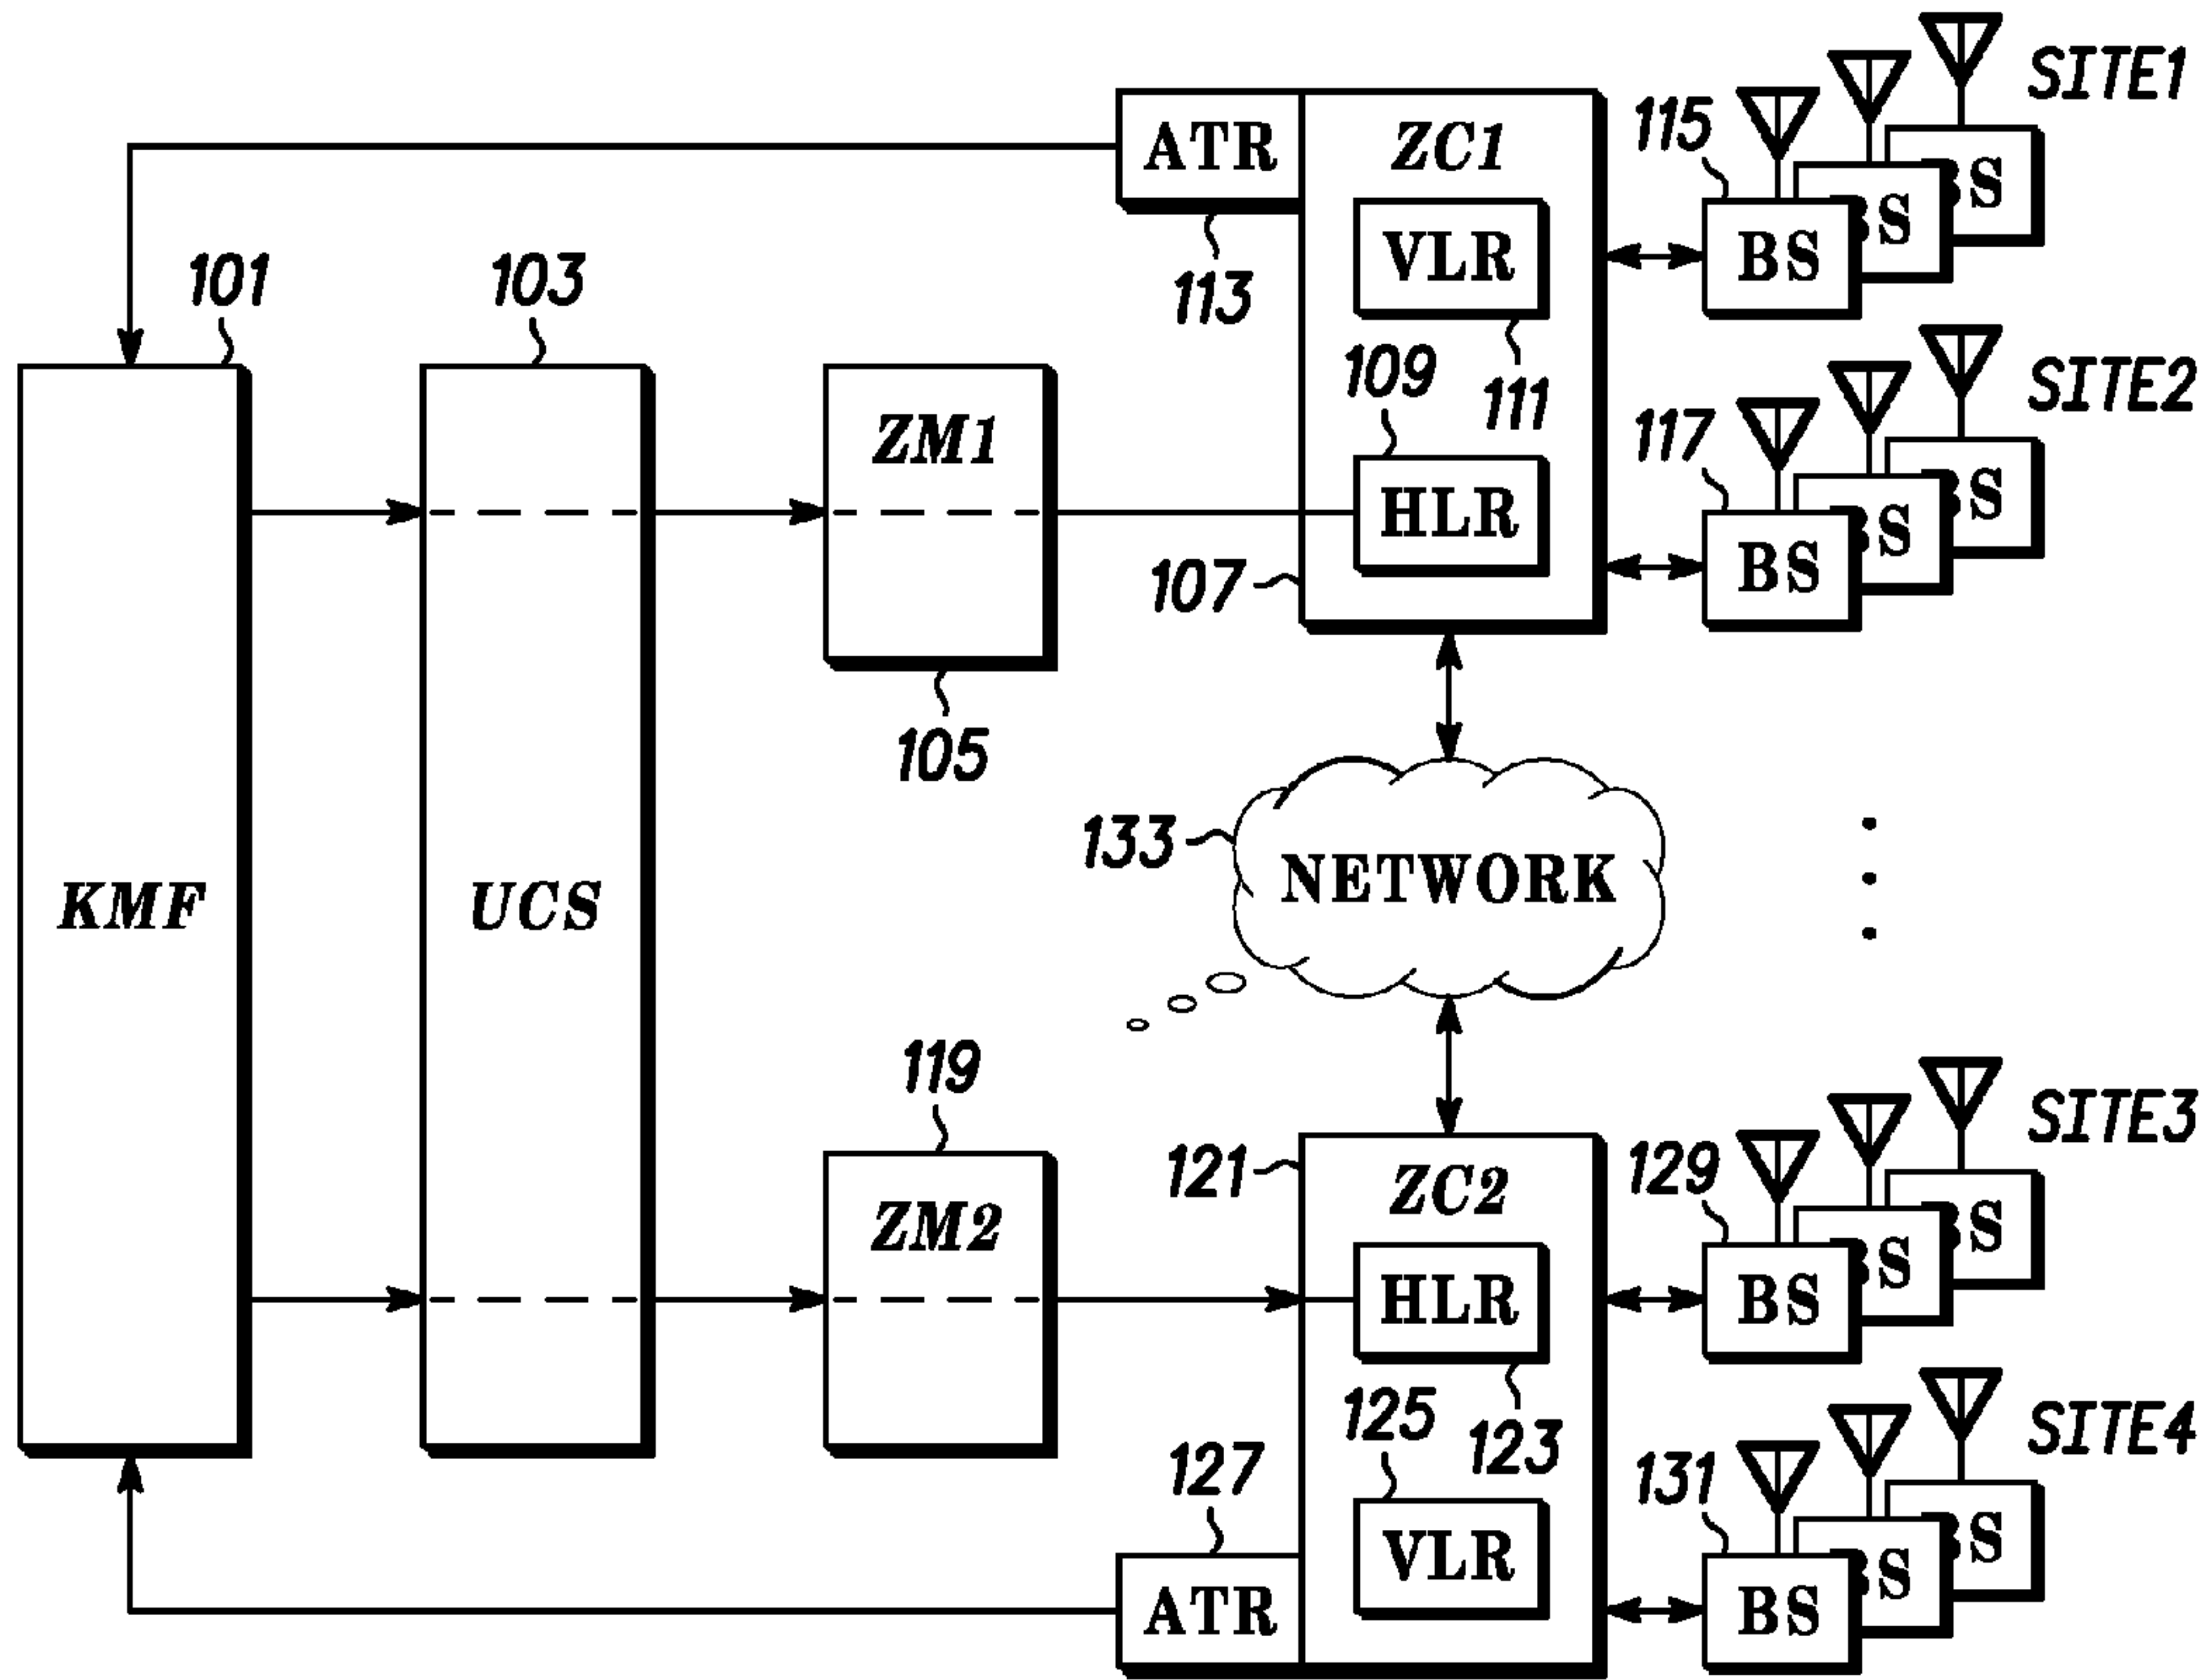 SITE1
ATR
ZC1
115
BS
BS
BS
VLR
113
111
101
103
109
SITE2
117
BS
BS
BS
ZM1
HLR
107
105
133
NETWORK
KMF
UCS
119
121
ZC2
SITE3
129
BS
BS
BS
ZM2
HLR
123
125
127
SITE4
131
BS
BS
BS
VLR
ATR